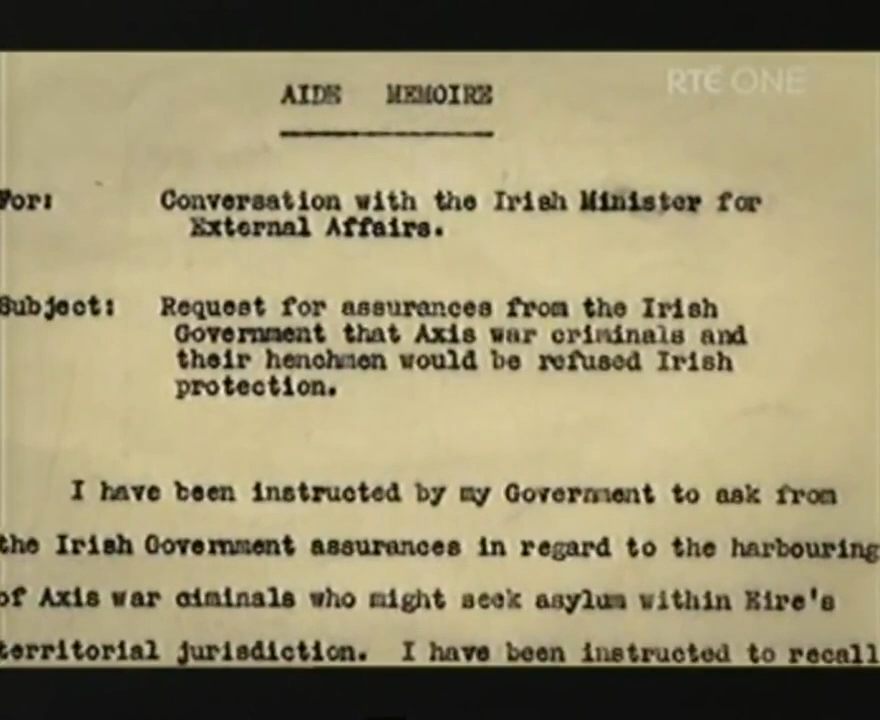 RTÉ ONE
AIDE MEMOIRE
For: Conversation with the Irish Minister for
External Affairs.
Subject: Request for assurances from the Irish
Government that Axis war criminals and
their henchmen would be refused Irish
protection.
I have been instructed by my Government to ask from
the Irish Government assurances in regard to the harbouring
of Axis war ciminals who might seek asylum within Eire's
territorial jurisdiction. I have been instructed to recall